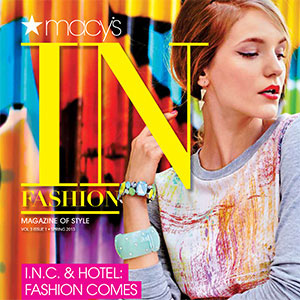 macy's
IN
FASHION
MAGAZINE OF STYLE
VOL 3 ISSUE 1 • SPRING 2013
I.N.C. & HOTEL:
FASHION COMES